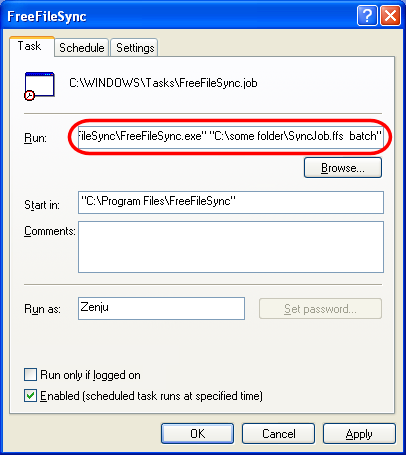 FreeFileSync
Task Schedule Settings
C:\WINDOWS\Tasks\FreeFileSync.job
Run: FileSync\FreeFileSync.exe" "C:\some folder\SyncJob.ffs_batch"
Browse...
Start in: "C:\Program Files\FreeFileSync"
Comments:
Run as: Zenju Set password...
Run only if logged on
Enabled (scheduled task runs at specified time)
OK Cancel Apply